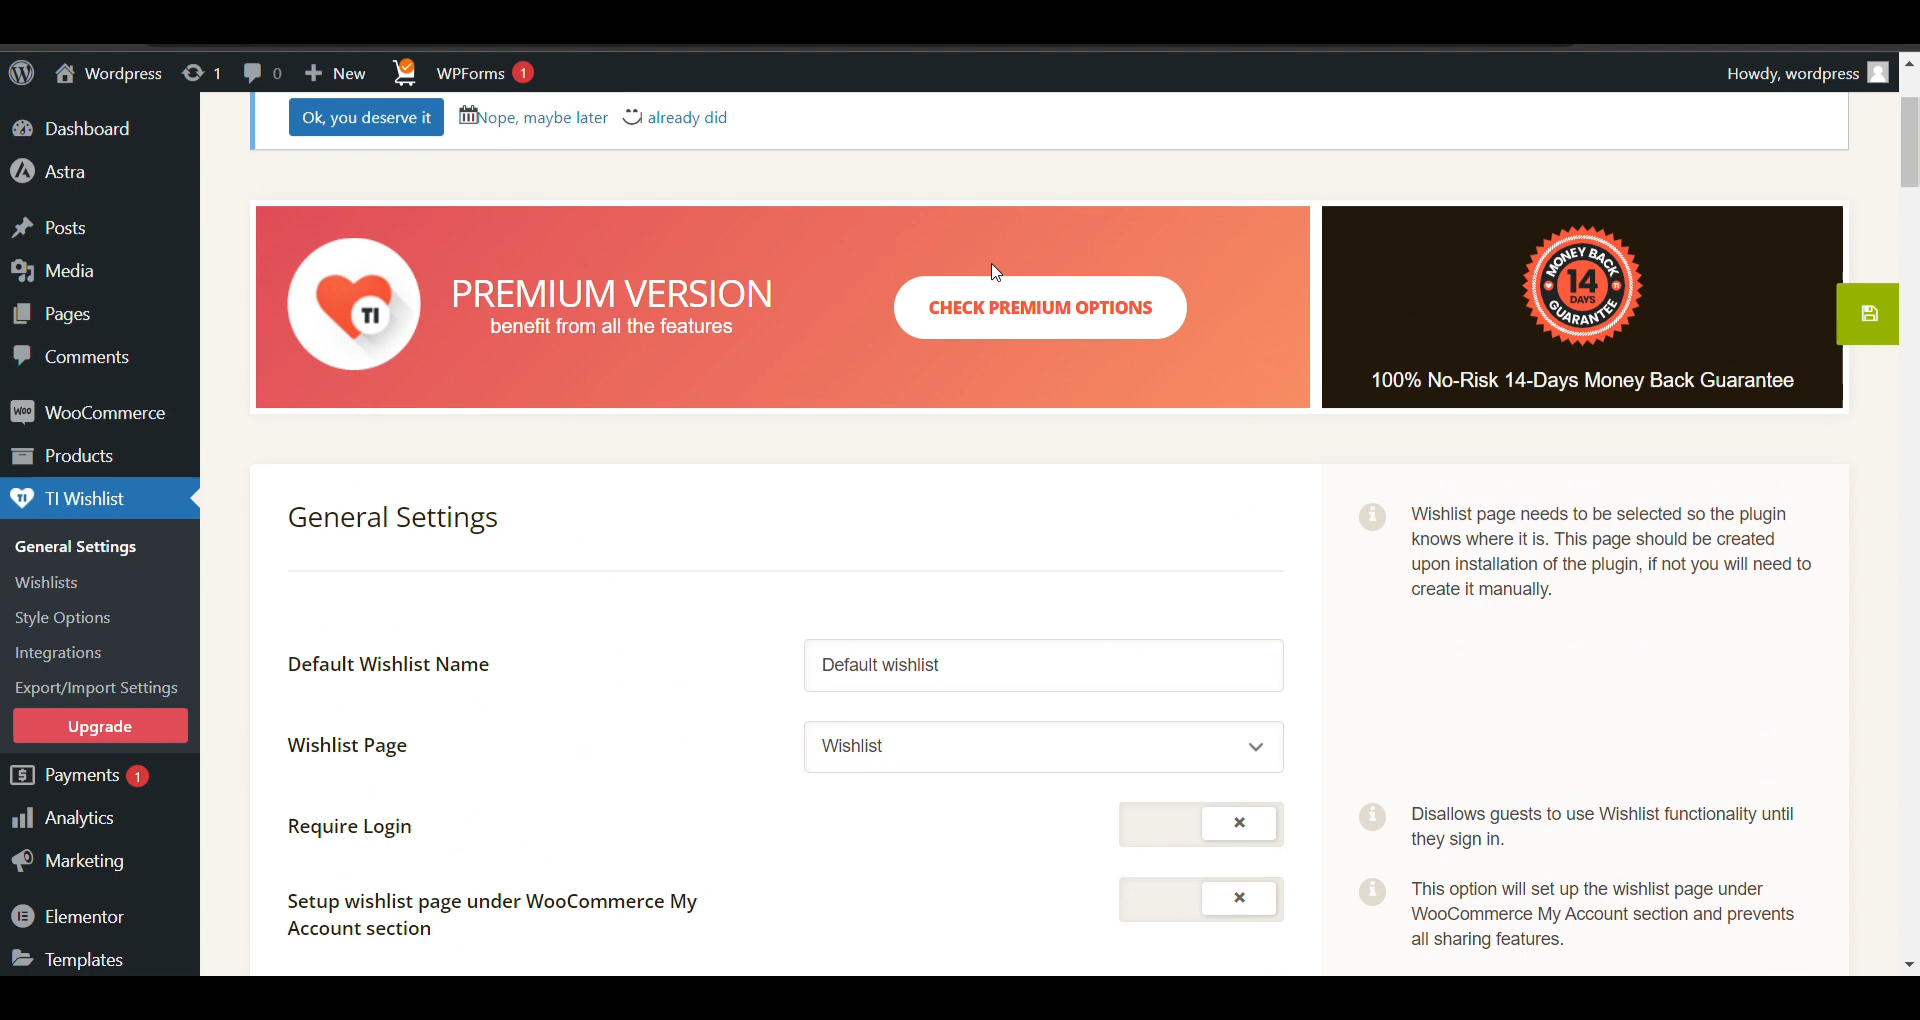 Wordpress
1
0
New
WPForms 1
Howdy, wordpress
Dashboard
Astra
Posts
Media
Pages
Comments
WooCommerce
Products
TI Wishlist
General Settings
Wishlists
Style Options
Integrations
Export/Import Settings
Upgrade
Payments 1
Analytics
Marketing
Elementor
Templates
Ok, you deserve it
Nope, maybe later
already did
TI
PREMIUM VERSION
benefit from all the features
CHECK PREMIUM OPTIONS
MONEY BACK
14
DAYS
GUARANTEE
100% No-Risk 14-Days Money Back Guarantee
General Settings
Wishlist page needs to be selected so the plugin
knows where it is. This page should be created
upon installation of the plugin, if not you will need to
create it manually.
Default Wishlist Name
Default wishlist
Wishlist Page
Wishlist
Require Login
Disallows guests to use Wishlist functionality until
they sign in.
Setup wishlist page under WooCommerce My
Account section
This option will set up the wishlist page under
WooCommerce My Account section and prevents
all sharing features.